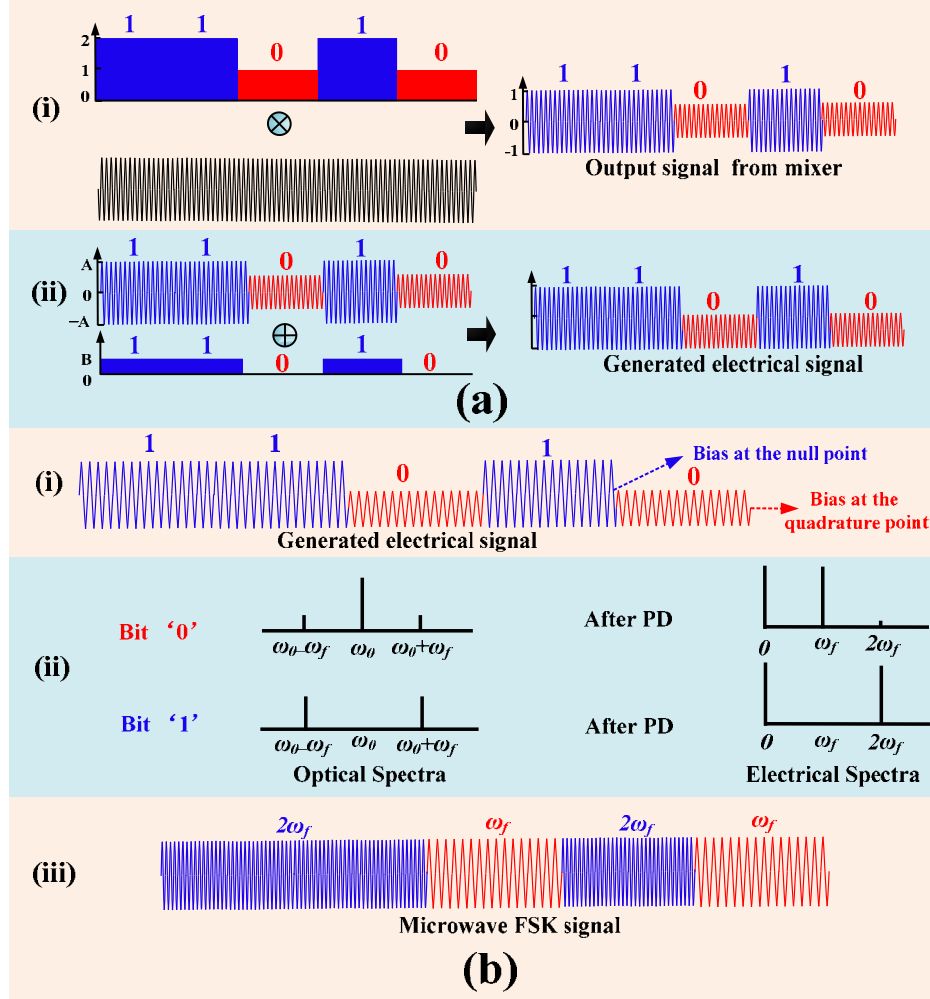 1 1 0 1 0
2
1
0
(i)
1 1 0 1 0
1
0
-1
Output signal from mixer
1 1 0 1 0
A
0
−A
(ii)
1 1 0 1 0
B
0
1 1 0 1 0
Generated electrical signal
(a)
(i)
1 1 0 1 0
Bias at the null point
Bias at the
quadrature point
Generated electrical signal
(ii)
Bit ‘0’
ω0-ωf ω0 ω0+ωf
After PD
0 ωf 2ωf
Bit ‘1’
ω0-ωf ω0 ω0+ωf
After PD
0 ωf 2ωf
Optical Spectra
Electrical Spectra
(iii)
2ωf ωf 2ωf ωf
Microwave FSK signal
(b)